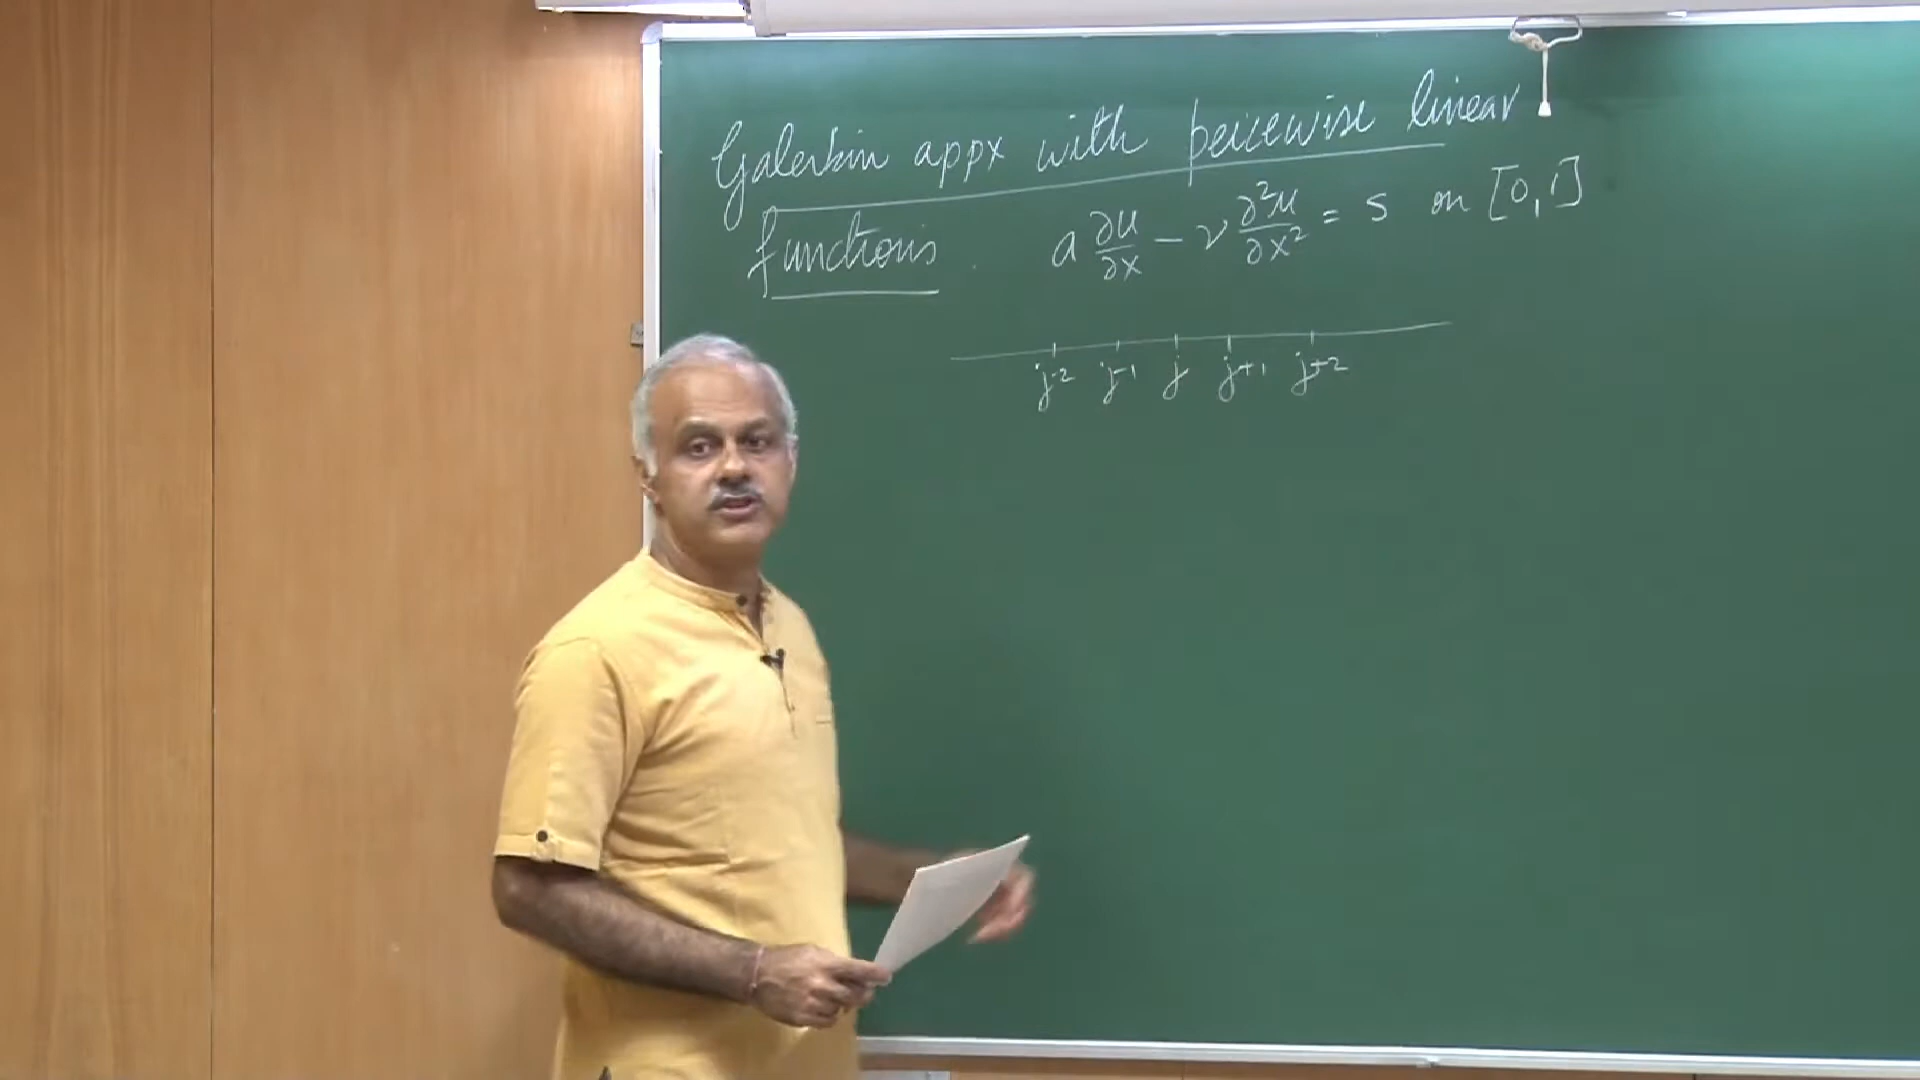 Galerkin appx with peicewise linear
functions. a ∂u/∂x − ν ∂²u/∂x² = s on [0,1]
j-2 j-1 j j+1 j+2